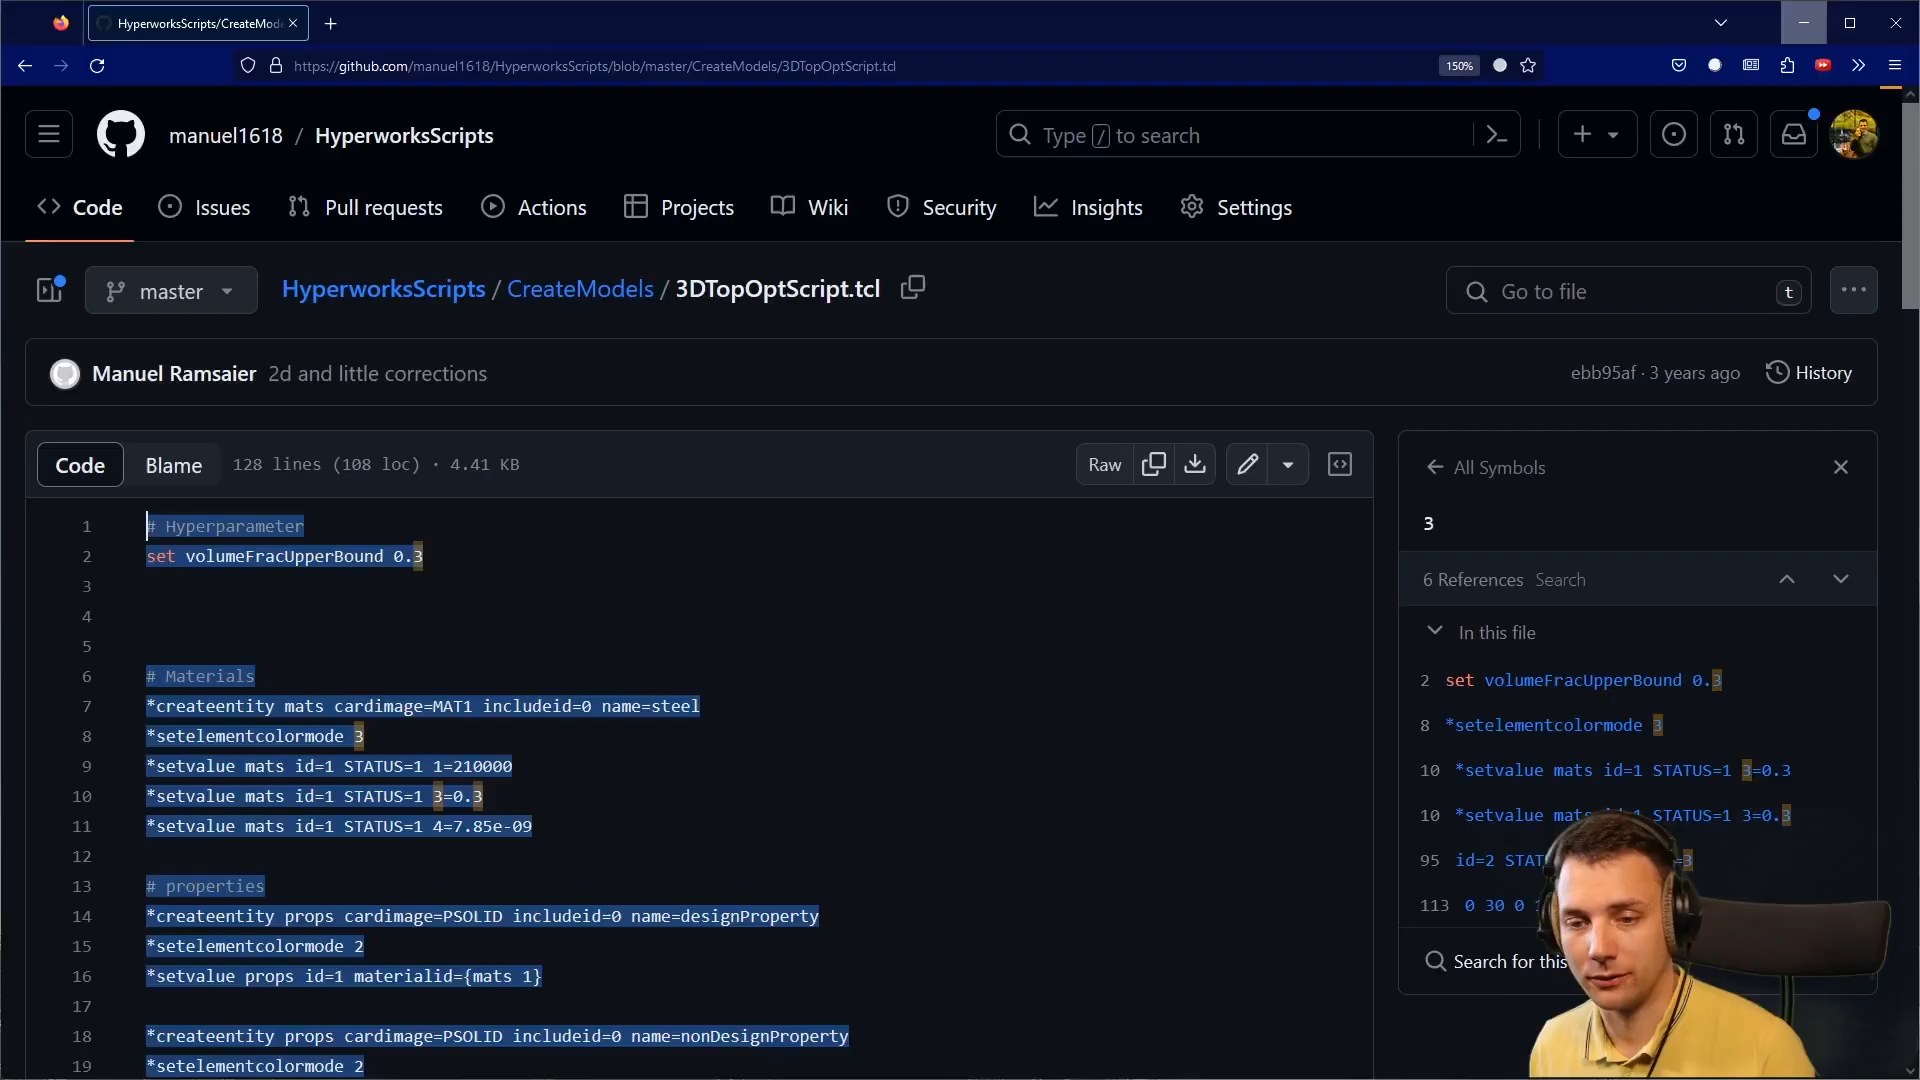 HyperworksScripts/CreateMode
https://github.com/manuel1618/HyperworksScripts/blob/master/CreateModels/3DTopOptScript.tcl
150%
manuel1618 / HyperworksScripts
Type / to search
Code
Issues
Pull requests
Actions
Projects
Wiki
Security
Insights
Settings
master
HyperworksScripts / CreateModels / 3DTopOptScript.tcl
Go to file
t
Manuel Ramsaier 2d and little corrections
ebb95af · 3 years ago
History
Code
Blame
128 lines (108 loc) · 4.41 KB
Raw
1 # Hyperparameter
2 set volumeFracUpperBound 0.3
3
4
5
6 # Materials
7 *createentity mats cardimage=MAT1 includeid=0 name=steel
8 *setelementcolormode 3
9 *setvalue mats id=1 STATUS=1 1=210000
10 *setvalue mats id=1 STATUS=1 3=0.3
11 *setvalue mats id=1 STATUS=1 4=7.85e-09
12
13 # properties
14 *createentity props cardimage=PSOLID includeid=0 name=designProperty
15 *setelementcolormode 2
16 *setvalue props id=1 materialid={mats 1}
17
18 *createentity props cardimage=PSOLID includeid=0 name=nonDesignProperty
19 *setelementcolormode 2
All Symbols
3
6 References Search
In this file
2 set volumeFracUpperBound 0.3
8 *setelementcolormode 3
10 *setvalue mats id=1 STATUS=1 3=0.3
10 *setvalue mats id=1 STATUS=1 3=0.3
95 id=2 =3
113 0 30 0
Search for this